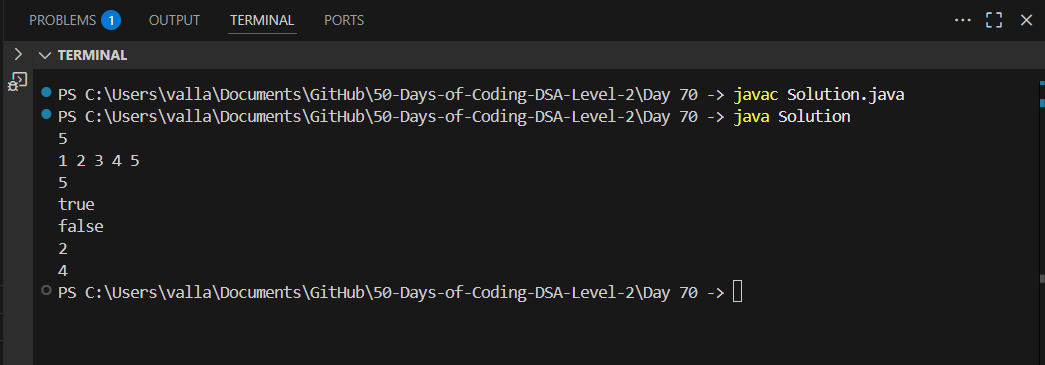 PROBLEMS 1 OUTPUT TERMINAL PORTS
TERMINAL
PS C:\Users\valla\Documents\GitHub\50-Days-of-Coding-DSA-Level-2\Day 70 -> javac Solution.java
PS C:\Users\valla\Documents\GitHub\50-Days-of-Coding-DSA-Level-2\Day 70 -> java Solution
5
1 2 3 4 5
5
true
false
2
4
PS C:\Users\valla\Documents\GitHub\50-Days-of-Coding-DSA-Level-2\Day 70 ->